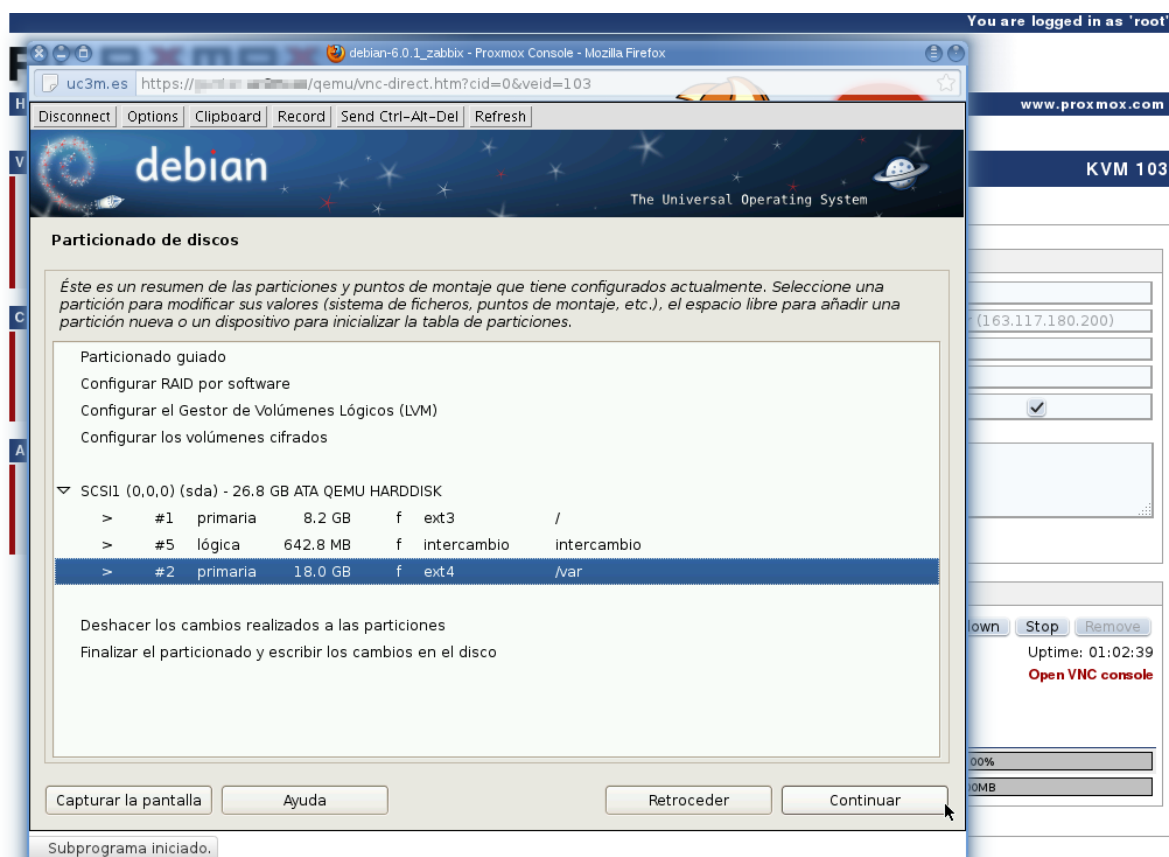 You are logged in as 'root'
debian-6.0.1_zabbix - Proxmox Console - Mozilla Firefox
uc3m.es https:// /qemu/vnc-direct.htm?cid=0&veid=103
www.proxmox.com
H
Disconnect Options Clipboard Record Send Ctrl-Alt-Del Refresh
V
KVM 103
debian
The Universal Operating System
Particionado de discos
Éste es un resumen de las particiones y puntos de montaje que tiene configurados actualmente. Seleccione una
partición para modificar sus valores (sistema de ficheros, puntos de montaje, etc.), el espacio libre para añadir una
partición nueva o un dispositivo para inicializar la tabla de particiones.
C
(163.117.180.200)
Particionado guiado
Configurar RAID por software
Configurar el Gestor de Volúmenes Lógicos (LVM)
Configurar los volúmenes cifrados
A
SCSI1 (0,0,0) (sda) - 26.8 GB ATA QEMU HARDDISK
> #1 primaria 8.2 GB f ext3 /
> #5 lógica 642.8 MB f intercambio intercambio
> #2 primaria 18.0 GB f ext4 /var
Deshacer los cambios realizados a las particiones
Finalizar el particionado y escribir los cambios en el disco
down Stop Remove
Uptime: 01:02:39
Open VNC console
00%
00MB
Capturar la pantalla Ayuda Retroceder Continuar
Subprograma iniciado.